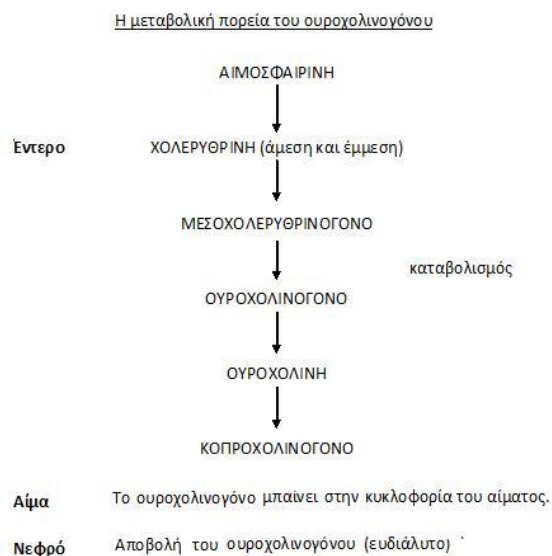 Η μεταβολική πορεία του ουροχολινογόνου
ΑΙΜΟΣΦΑΙΡΙΝΗ
Έντερο ΧΟΛΕΡΥΘΡΙΝΗ (άμεση και έμμεση)
ΜΕΣΟΧΟΛΕΡΥΘΡΙΝΟΓΟΝΟ
καταβολισμός
ΟΥΡΟΧΟΛΙΝΟΓΟΝΟ
ΟΥΡΟΧΟΛΙΝΗ
ΚΟΠΡΟΧΟΛΙΝΟΓΟΝΟ
Αίμα Το ουροχολινογόνο μπαίνει στην κυκλοφορία του αίματος.
Νεφρό Αποβολή του ουροχολινογόνου (ευδιάλυτο)